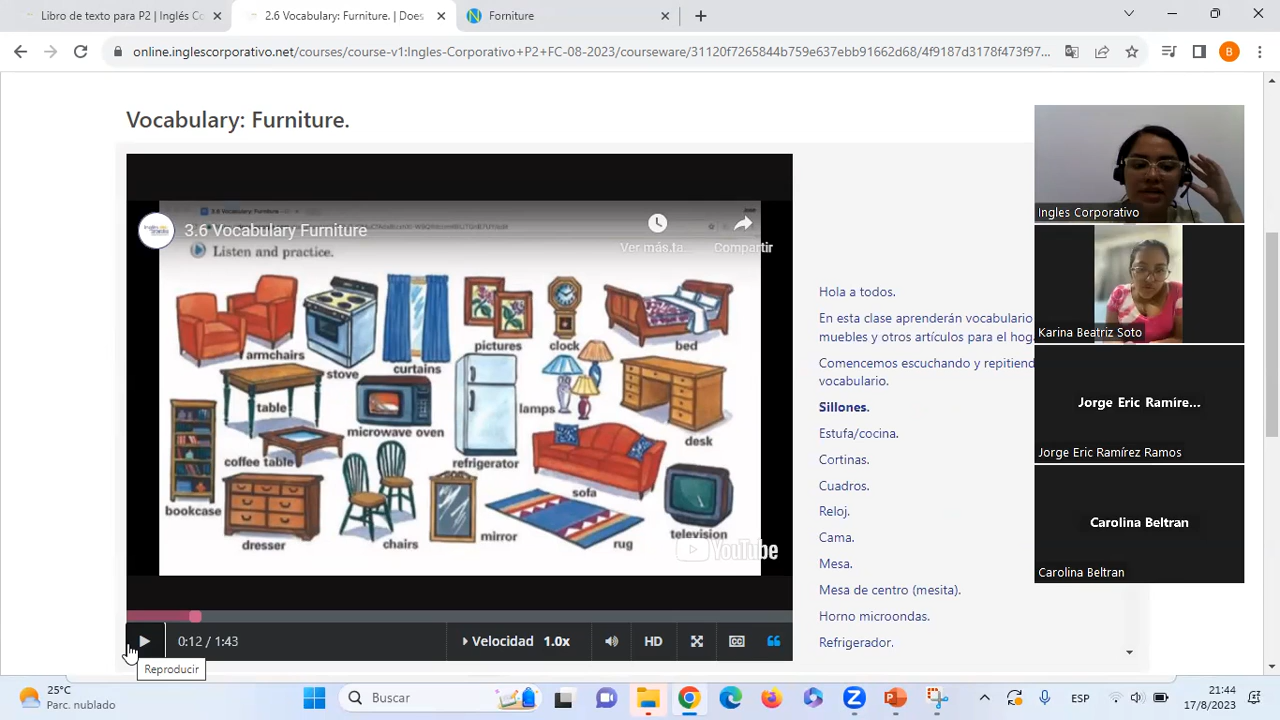 Libro de texto para P2 | Inglés Co
2.6 Vocabulary: Furniture. | Does
Forniture
online.inglescorporativo.net/courses/course-v1:Ingles-Corporativo+P2+FC-08-2023/courseware/31120f7265844b759e637ebb91662d68/4f9187d3178f473f97...
B
Vocabulary: Furniture.
3.6 Vocabulary: Furniture
3.6 Vocabulary Furniture
Ver más ta...
Compartir
Listen and practice.
armchairs
stove
curtains
pictures
clock
bed
table
microwave oven
lamps
desk
coffee table
refrigerator
sofa
bookcase
dresser
chairs
mirror
rug
television
YouTube
0:12 / 1:43
Velocidad 1.0x
HD
Reproducir
Hola a todos.
En esta clase aprenderán vocabulario
muebles y otros artículos para el hog
Comencemos escuchando y repitiend
vocabulario.
Sillones.
Estufa/cocina.
Cortinas.
Cuadros.
Reloj.
Cama.
Mesa.
Mesa de centro (mesita).
Horno microondas.
Refrigerador.
Ingles Corporativo
Karina Beatriz Soto
Jorge Eric Ramire...
Jorge Eric Ramírez Ramos
Carolina Beltran
Carolina Beltran
25°C
Parc. nublado
Buscar
ESP
21:44
17/8/2023